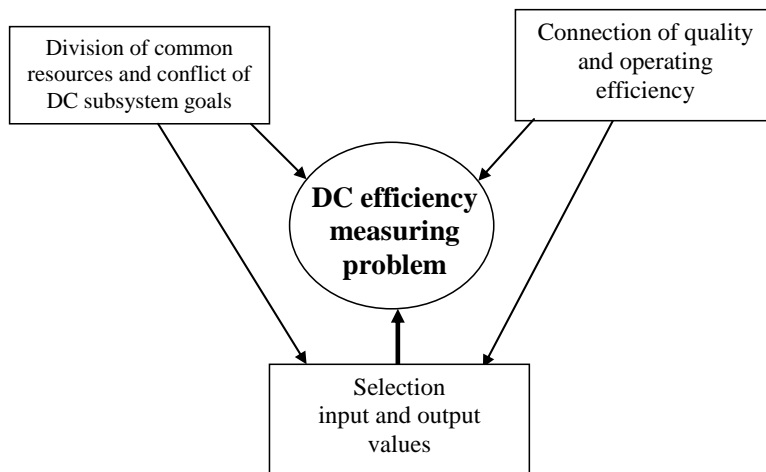 Division of common
resources and conflict of
DC subsystem goals
Connection of quality
and operating
efficiency
DC efficiency
measuring
problem
Selection
input and output
values